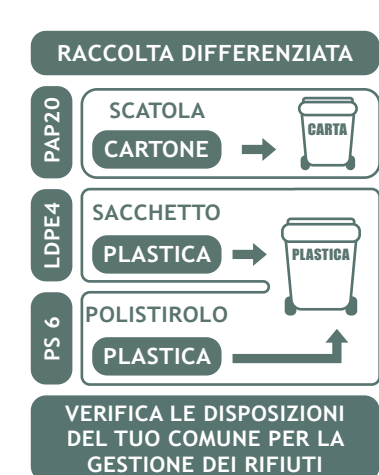 RACCOLTA DIFFERENZIATA
PAP20
SCATOLA
CARTONE
CARTA
LDPE4
SACCHETTO
PLASTICA
PLASTICA
PS 6
POLISTIROLO
PLASTICA
VERIFICA LE DISPOSIZIONI
DEL TUO COMUNE PER LA
GESTIONE DEI RIFIUTI